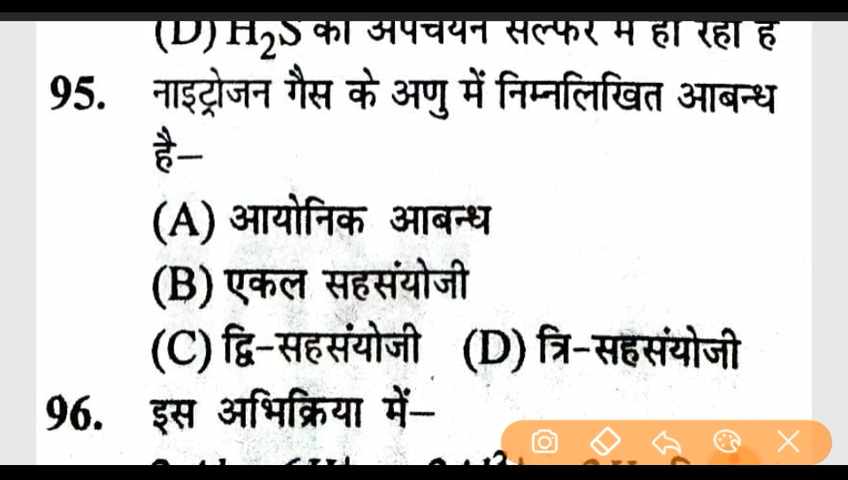 (D) H₂S का अपचयन सल्फर में हो रहा है
95. नाइट्रोजन गैस के अणु में निम्नलिखित आबन्ध
है–
(A) आयोनिक आबन्ध
(B) एकल सहसंयोजी
(C) द्वि-सहसंयोजी (D) त्रि-सहसंयोजी
96. इस अभिक्रिया में–